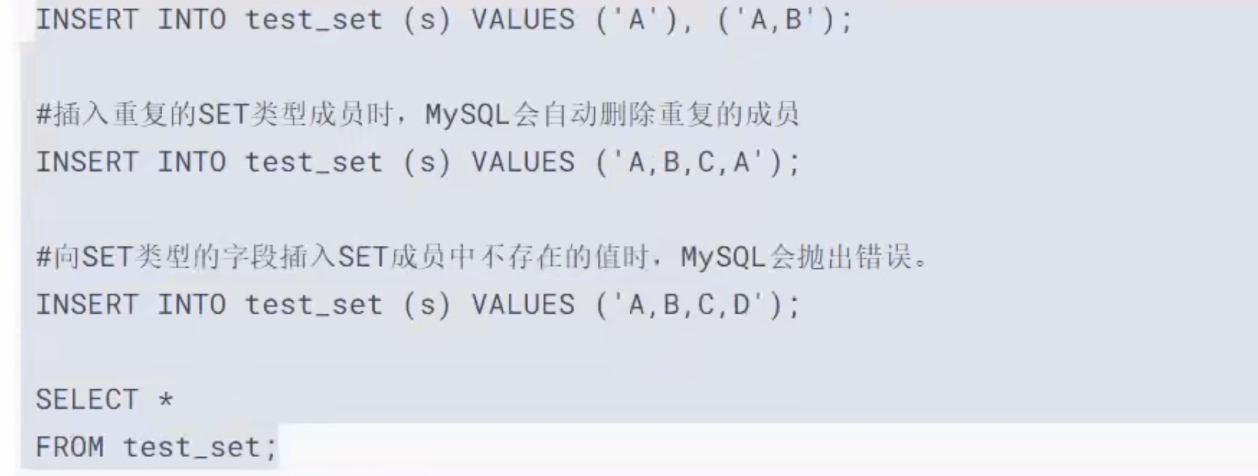 INSERT INTO test_set (s) VALUES ('A'), ('A,B');
#插入重复的SET类型成员时，MySQL会自动删除重复的成员
INSERT INTO test_set (s) VALUES ('A,B,C,A');
#向SET类型的字段插入SET成员中不存在的值时，MySQL会抛出错误。
INSERT INTO test_set (s) VALUES ('A,B,C,D');
SELECT *
FROM test_set;